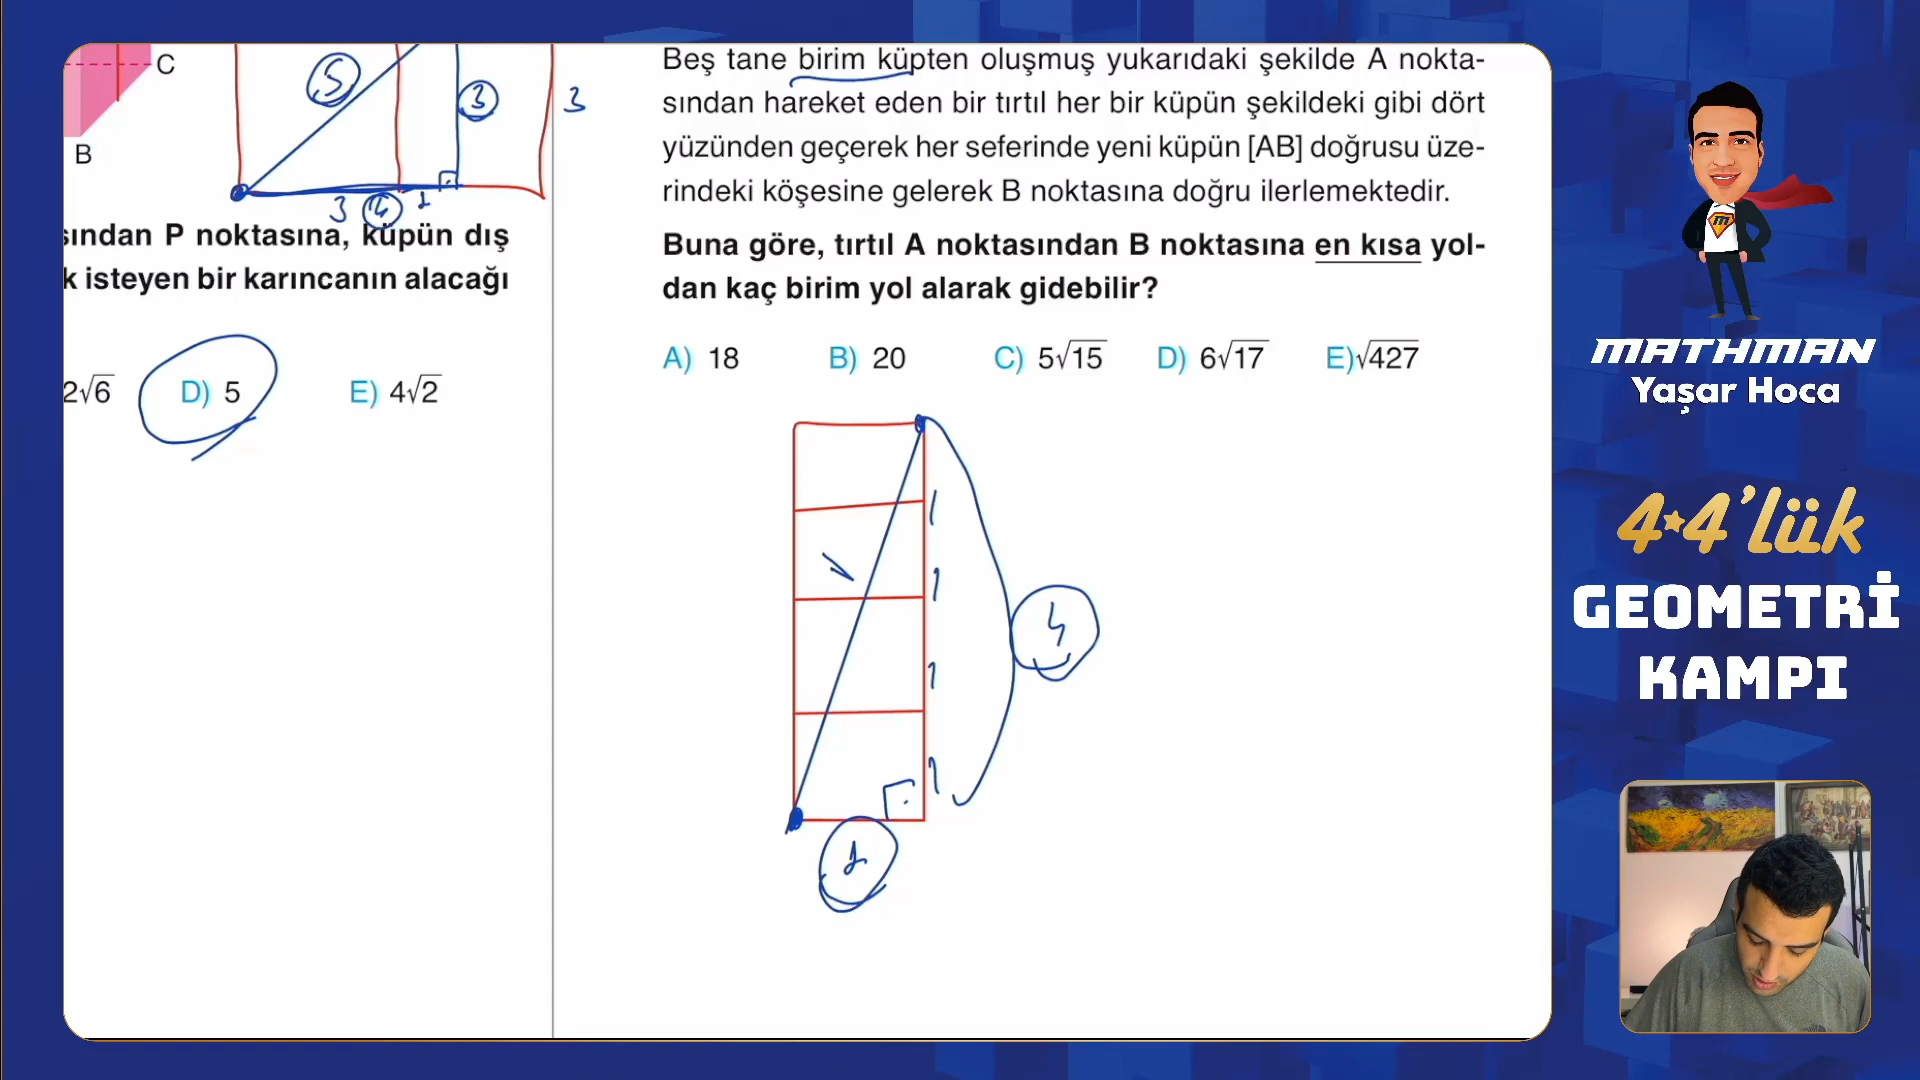 C
B
5
3
3
3
4
1
sından P noktasına, küpün dış
k isteyen bir karıncanın alacağı
2√6
D) 5
E) 4√2
Beş tane birim küpten oluşmuş yukarıdaki şekilde A nokta-
sından hareket eden bir tırtıl her bir küpün şekildeki gibi dört
yüzünden geçerek her seferinde yeni küpün [AB] doğrusu üze-
rindeki köşesine gelerek B noktasına doğru ilerlemektedir.
Buna göre, tırtıl A noktasından B noktasına en kısa yol-
dan kaç birim yol alarak gidebilir?
A) 18 B) 20 C) 5√15 D) 6√17 E)√427
1
1
1
1
4
1
MATHMAN
Yaşar Hoca
4★4'lük
GEOMETRİ
KAMPI